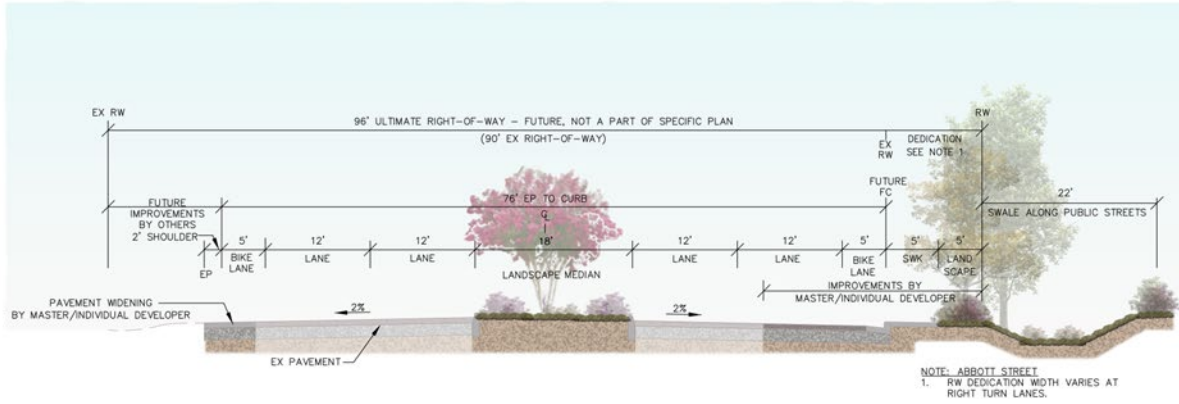 EX RW
96' ULTIMATE RIGHT-OF-WAY – FUTURE, NOT A PART OF SPECIFIC PLAN
RW
(90' EX RIGHT-OF-WAY)
EX
RW
DEDICATION
SEE NOTE 1
FUTURE
FC
FUTURE
IMPROVEMENTS
BY OTHERS
2' SHOULDER
76' EP TO CURB
22'
SWALE ALONG PUBLIC STREETS
CL
EP
5'
BIKE
LANE
12'
LANE
12'
LANE
18'
LANDSCAPE MEDIAN
12'
LANE
12'
LANE
5'
BIKE
LANE
5'
SWK
5'
LAND
SCAPE
IMPROVEMENTS BY
MASTER/INDIVIDUAL DEVELOPER
PAVEMENT WIDENING
BY MASTER/INDIVIDUAL DEVELOPER
2%
2%
EX PAVEMENT
NOTE: ABBOTT STREET
1. RW DEDICATION WIDTH VARIES AT
RIGHT TURN LANES.